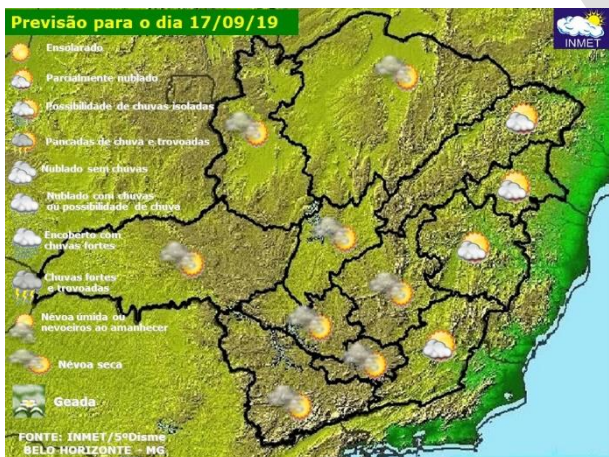 Previsão para o dia 17/09/19
INMET
Ensolarado
Parcialmente nublado
Possibilidade de chuvas isoladas
Pancadas de chuva e trovoadas
Nublado sem chuvas
Nublado com chuvas
ou possibilidade de chuva
Encoberto com
chuvas fortes
Chuvas fortes
e trovoadas
Névoa úmida ou
nevoeiros ao amanhecer
Névoa seca
Geada
FONTE: INMET/5ºDisme
BELO HORIZONTE - MG